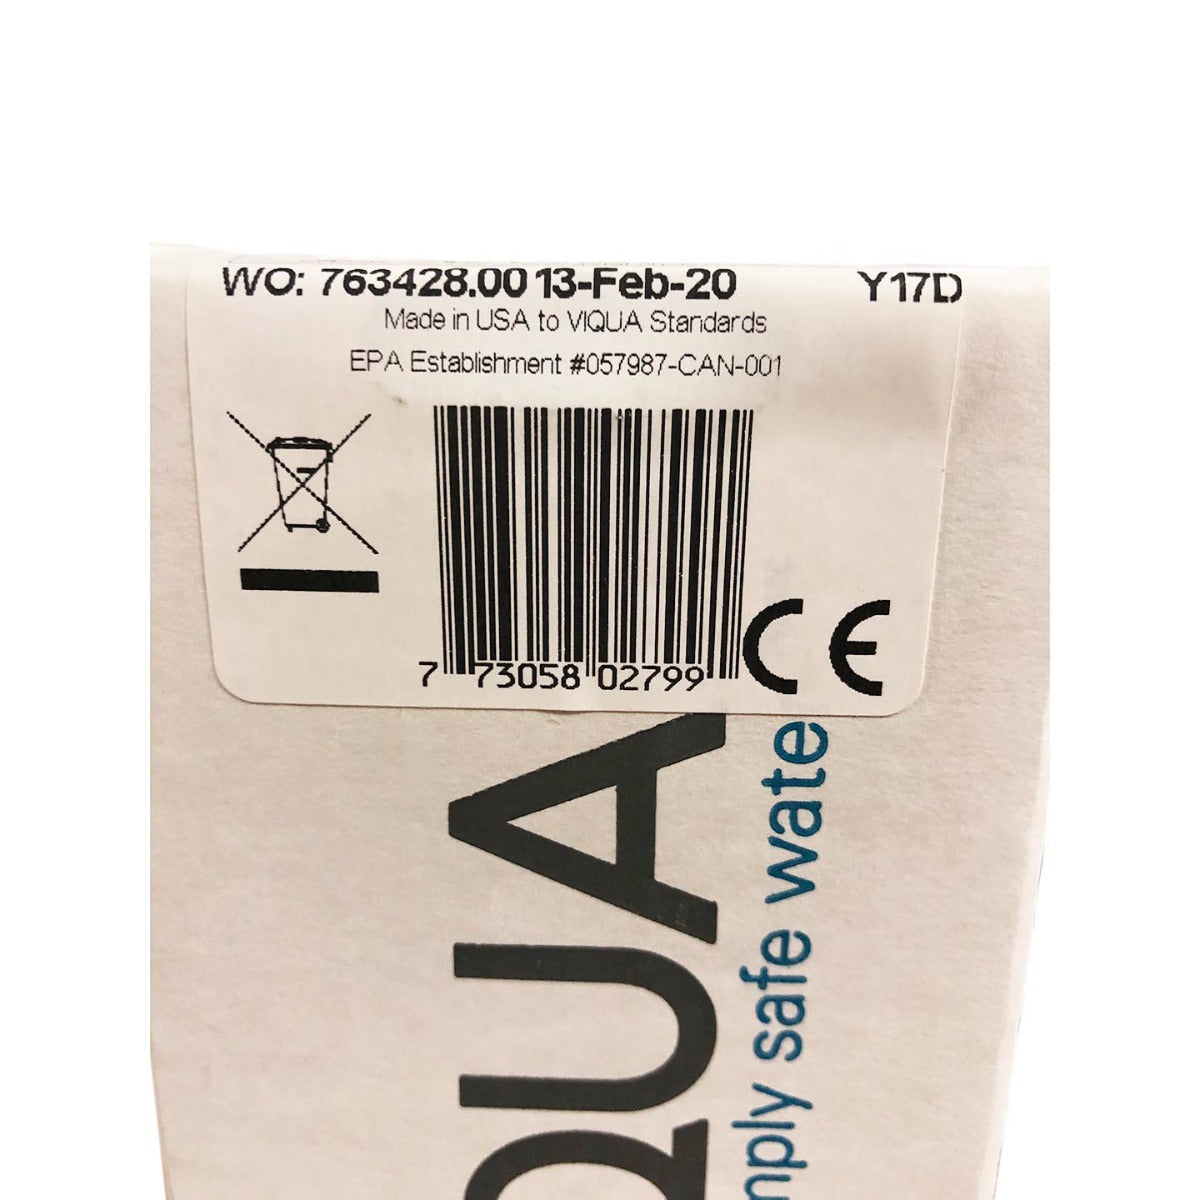 WO: 763428.00 13-Feb-20 Y17D
Made in USA to VIQUA Standards
EPA Establishment #057987-CAN-001
7 73058 02799
CE
QUA
mply safe wate